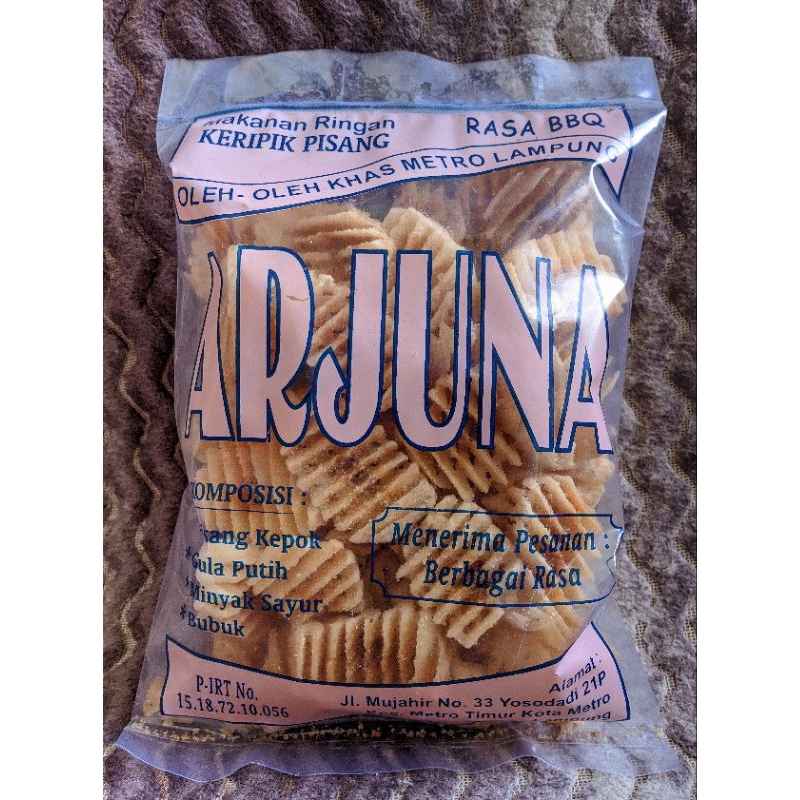 Makanan Ringan
KERIPIK PISANG
RASA BBQ
OLEH- OLEH KHAS METRO LAMPUNG
ARJUNA
KOMPOSISI :
*Pisang Kepok
*Gula Putih
*Minyak Sayur
*Bubuk
Menerima Pesanan :
Berbagai Rasa
P-IRT No.
15.18.72.10.056
Alamat :
Jl. Mujahir No. 33 Yosodadi 21P
Kec. Metro Timur Kota Metro